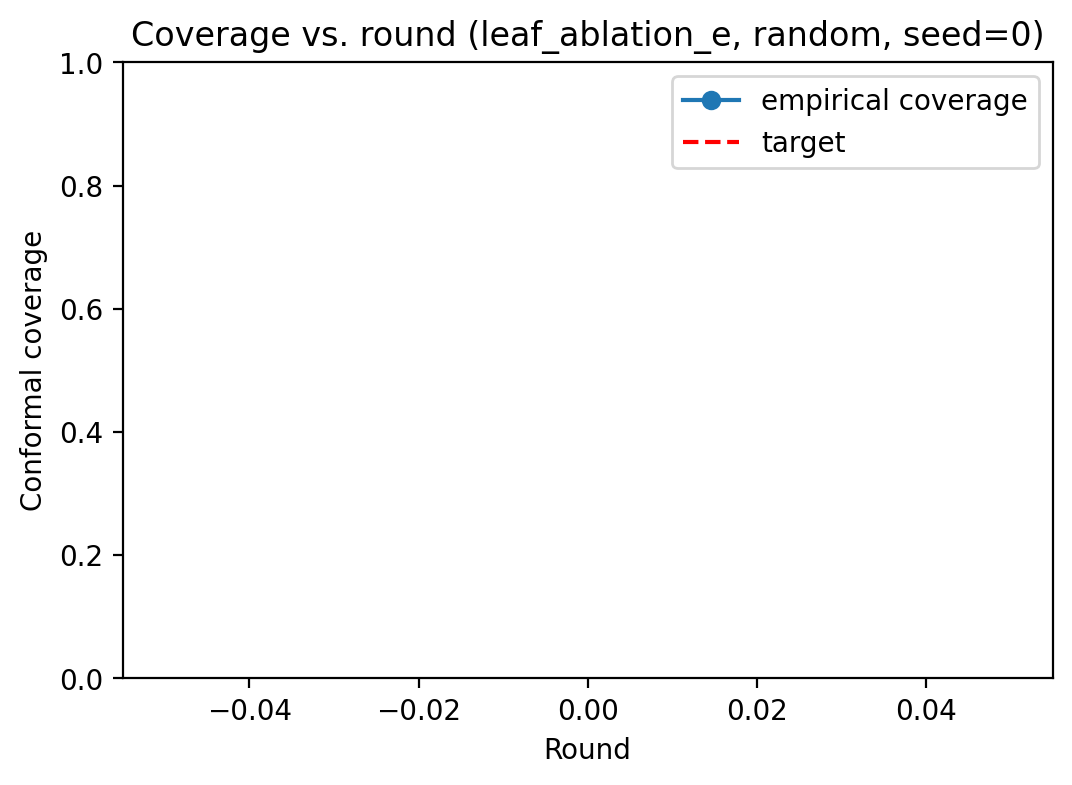 Coverage vs. round (leaf_ablation_e, random, seed=0)
empirical coverage
target
Conformal coverage
1.0
0.8
0.6
0.4
0.2
0.0
−0.04 −0.02 0.00 0.02 0.04
Round